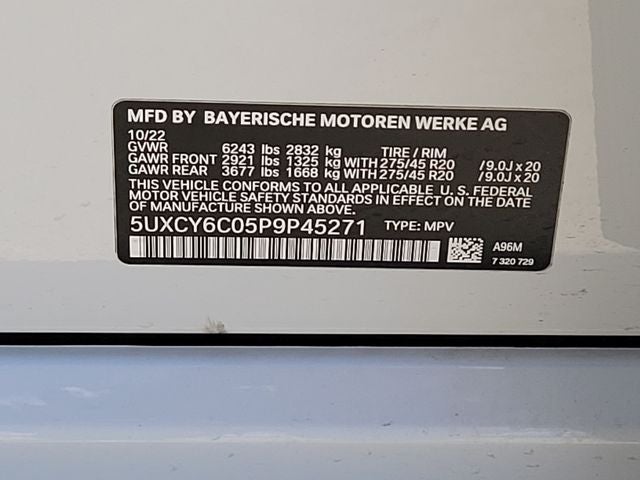 MFD BY BAYERISCHE MOTOREN WERKE AG
10/22
GVWR 6243 lbs 2832 kg TIRE / RIM
GAWR FRONT 2921 lbs 1325 kg WITH 275/45 R20 / 9.0J x 20
GAWR REAR 3677 lbs 1668 kg WITH 275/45 R20 / 9.0J x 20
THIS VEHICLE CONFORMS TO ALL APPLICABLE U. S. FEDERAL
MOTOR VEHICLE SAFETY STANDARDS IN EFFECT ON THE
DATE OF MANUFACTURE SHOWN ABOVE.
5UXCY6C05P9P45271 TYPE: MPV
A96M
7 320 729